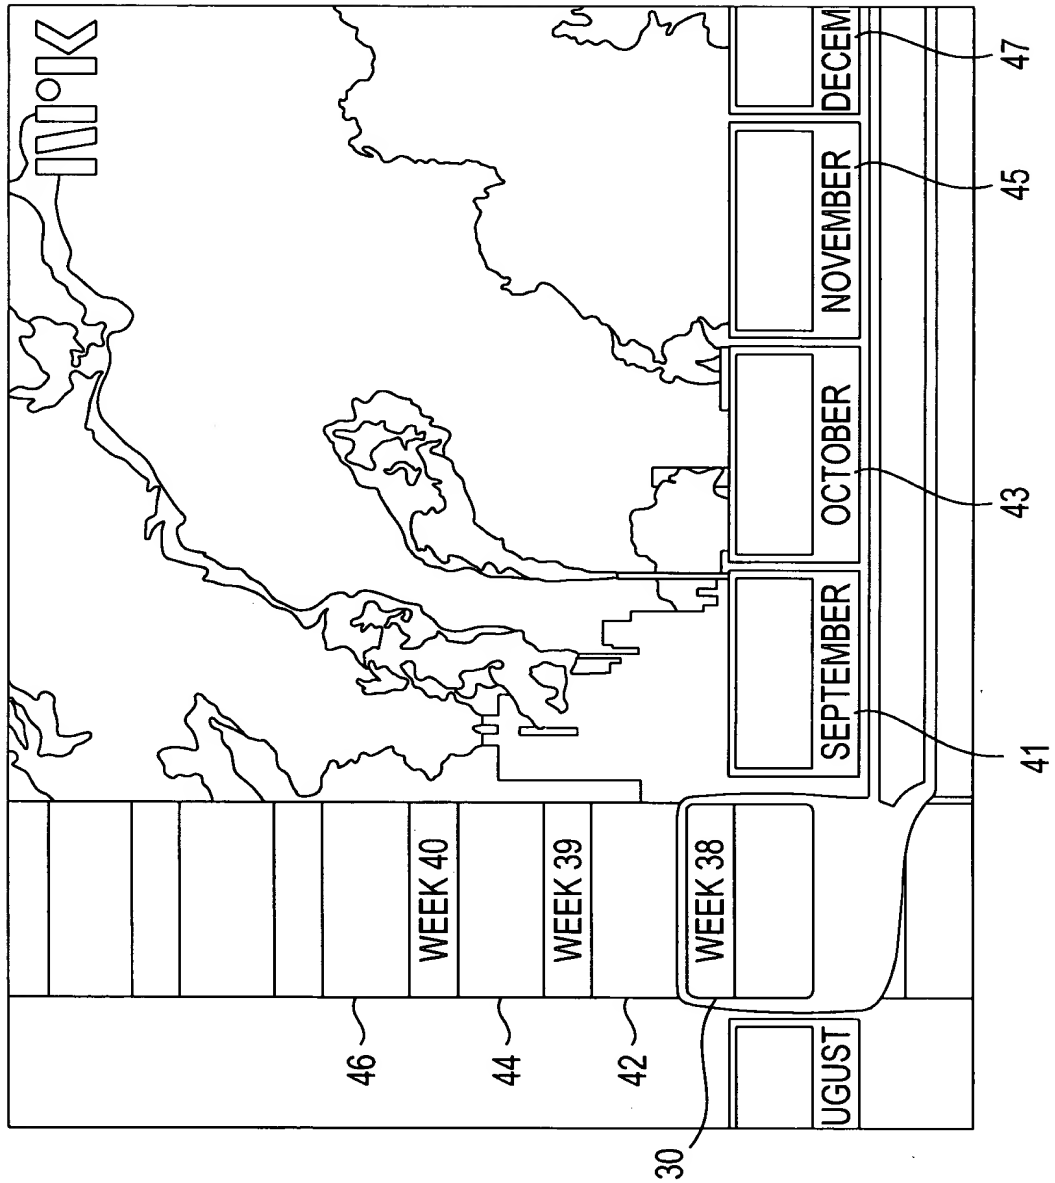 NRK
46
WEEK 40
44
WEEK 39
42
WEEK 38
30
UGUST
SEPTEMBER
OCTOBER
NOVEMBER
DECEM
41
43
45
47